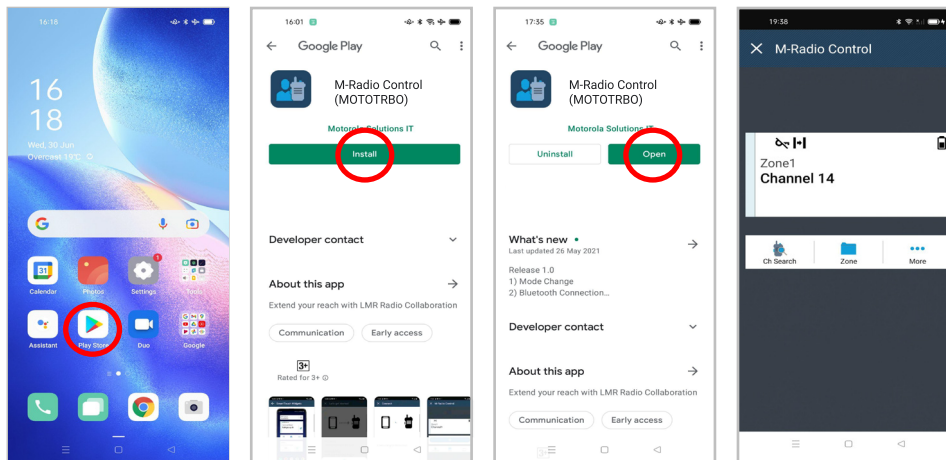 16:18
16
18
Wed, 30 Jun
Overcast 19°C
31
Calendar
Photos
1
Settings
Tools
Assistant
Play Store
Duo
Google
16:01
Google Play
M-Radio Control
(MOTOTRBO)
Motorola Solutions IT
Install
Developer contact
About this app
Extend your reach with LMR Radio Collaboration
Communication
Early access
3+
Rated for 3+
17:35
Google Play
M-Radio Control
(MOTOTRBO)
Motorola Solutions IT
Uninstall
Open
What's new
Last updated 26 May 2021
Release 1.0
1) Mode Change
2) Bluetooth Connection...
Developer contact
About this app
Extend your reach with LMR Radio Collaboration
Communication
Early access
3+
19:38
M-Radio Control
Zone1
Channel 14
Ch Search
Zone
More